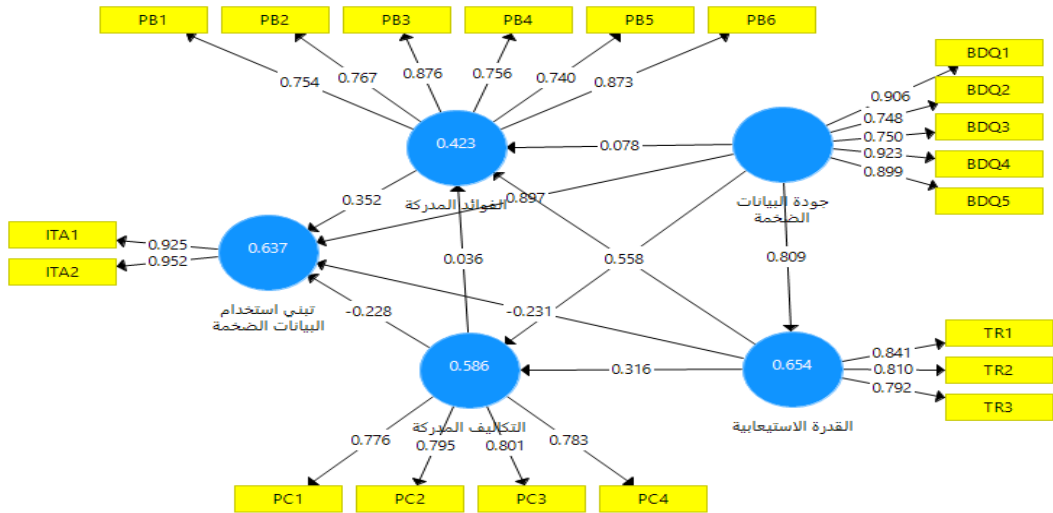 PB1
PB2
PB3
PB4
PB5
PB6
BDQ1
BDQ2
BDQ3
BDQ4
BDQ5
0.754
0.767
0.876
0.756
0.740
0.873
0.906
0.748
0.750
0.923
0.899
0.423
0.078
الفوائد المدركة
جودة البيانات
الضخمة
0.352
0.897
ITA1
ITA2
0.925
0.952
0.637
0.036
0.558
0.809
تبني استخدام
البيانات الضخمة
-0.228
-0.231
0.586
0.316
0.654
التكاليف المدركة
القدرة الاستيعابية
TR1
TR2
TR3
0.841
0.810
0.792
0.776
0.795
0.801
0.783
PC1
PC2
PC3
PC4